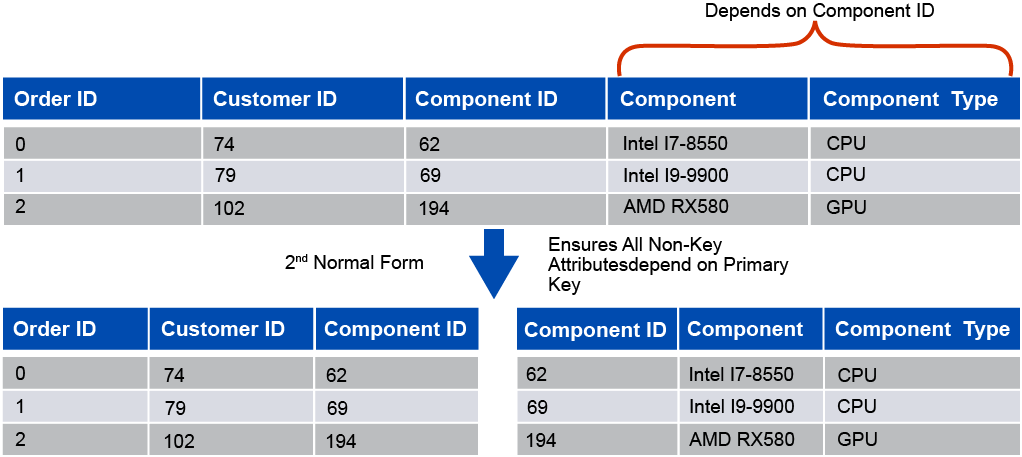 Depends on Component ID
Order ID Customer ID Component ID Component Component Type
0 74 62 Intel I7-8550 CPU
1 79 69 Intel I9-9900 CPU
2 102 194 AMD RX580 GPU
2nd Normal Form
Ensures All Non-Key
Attributesdepend on Primary
Key
Order ID Customer ID Component ID
0 74 62
1 79 69
2 102 194
Component ID Component Component Type
62 Intel I7-8550 CPU
69 Intel I9-9900 CPU
194 AMD RX580 GPU